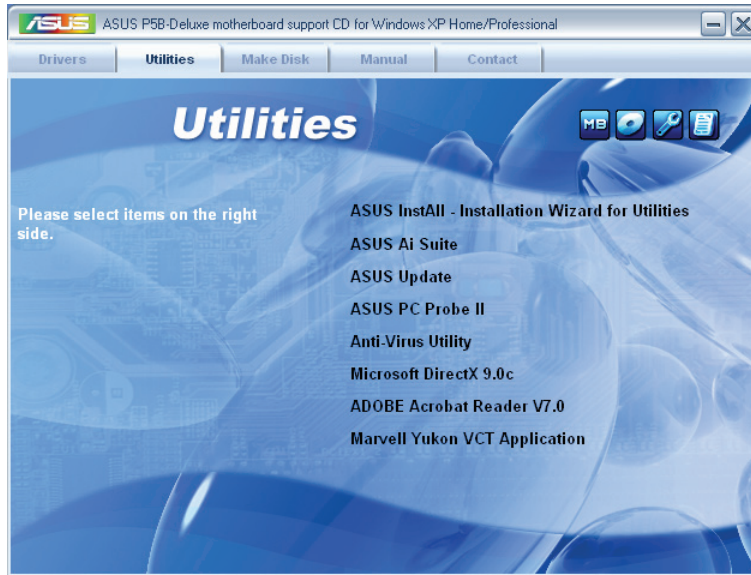 ASUS ASUS P5B-Deluxe motherboard support CD for Windows XP Home/Professional
Drivers Utilities Make Disk Manual Contact
Utilities
MB
Please select items on the right
side.
ASUS InstAll - Installation Wizard for Utilities
ASUS Ai Suite
ASUS Update
ASUS PC Probe II
Anti-Virus Utility
Microsoft DirectX 9.0c
ADOBE Acrobat Reader V7.0
Marvell Yukon VCT Application